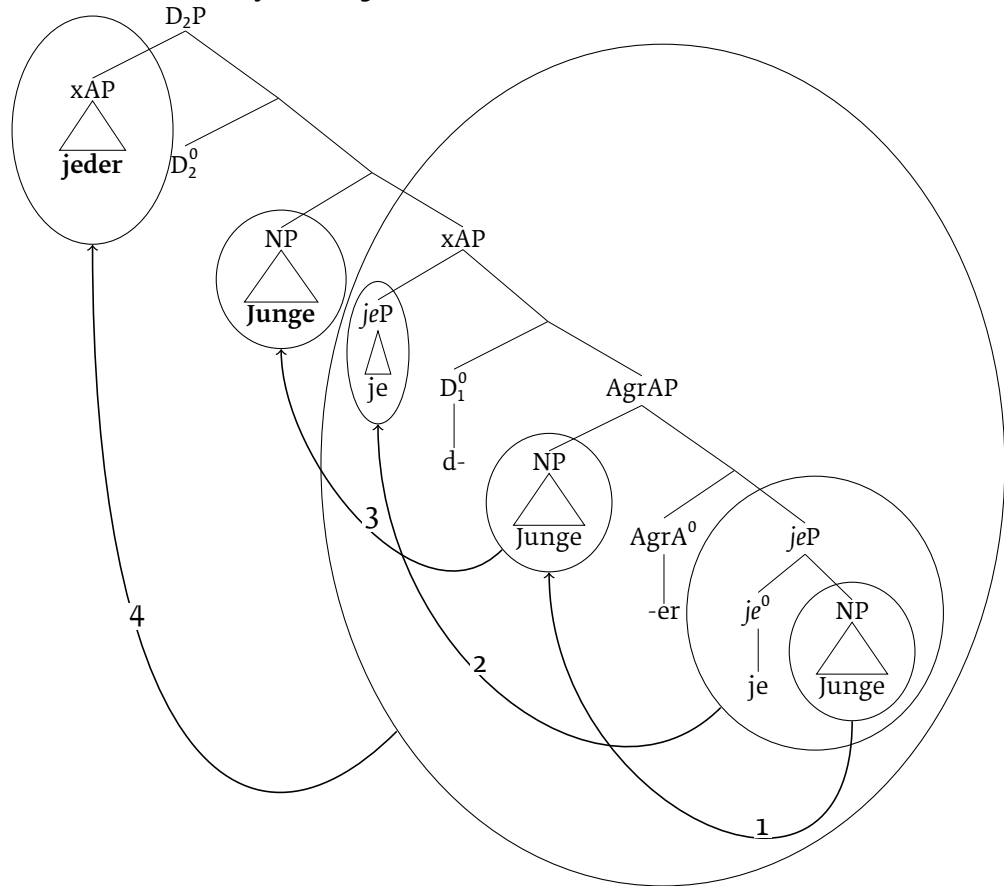 D₂P
xAP
jeder
D₂⁰
NP
Junge
xAP
jeP
je
D₁⁰
d-
AgrAP
NP
Junge
AgrA⁰
-er
jeP
je⁰
je
NP
Junge
3
4
2
1